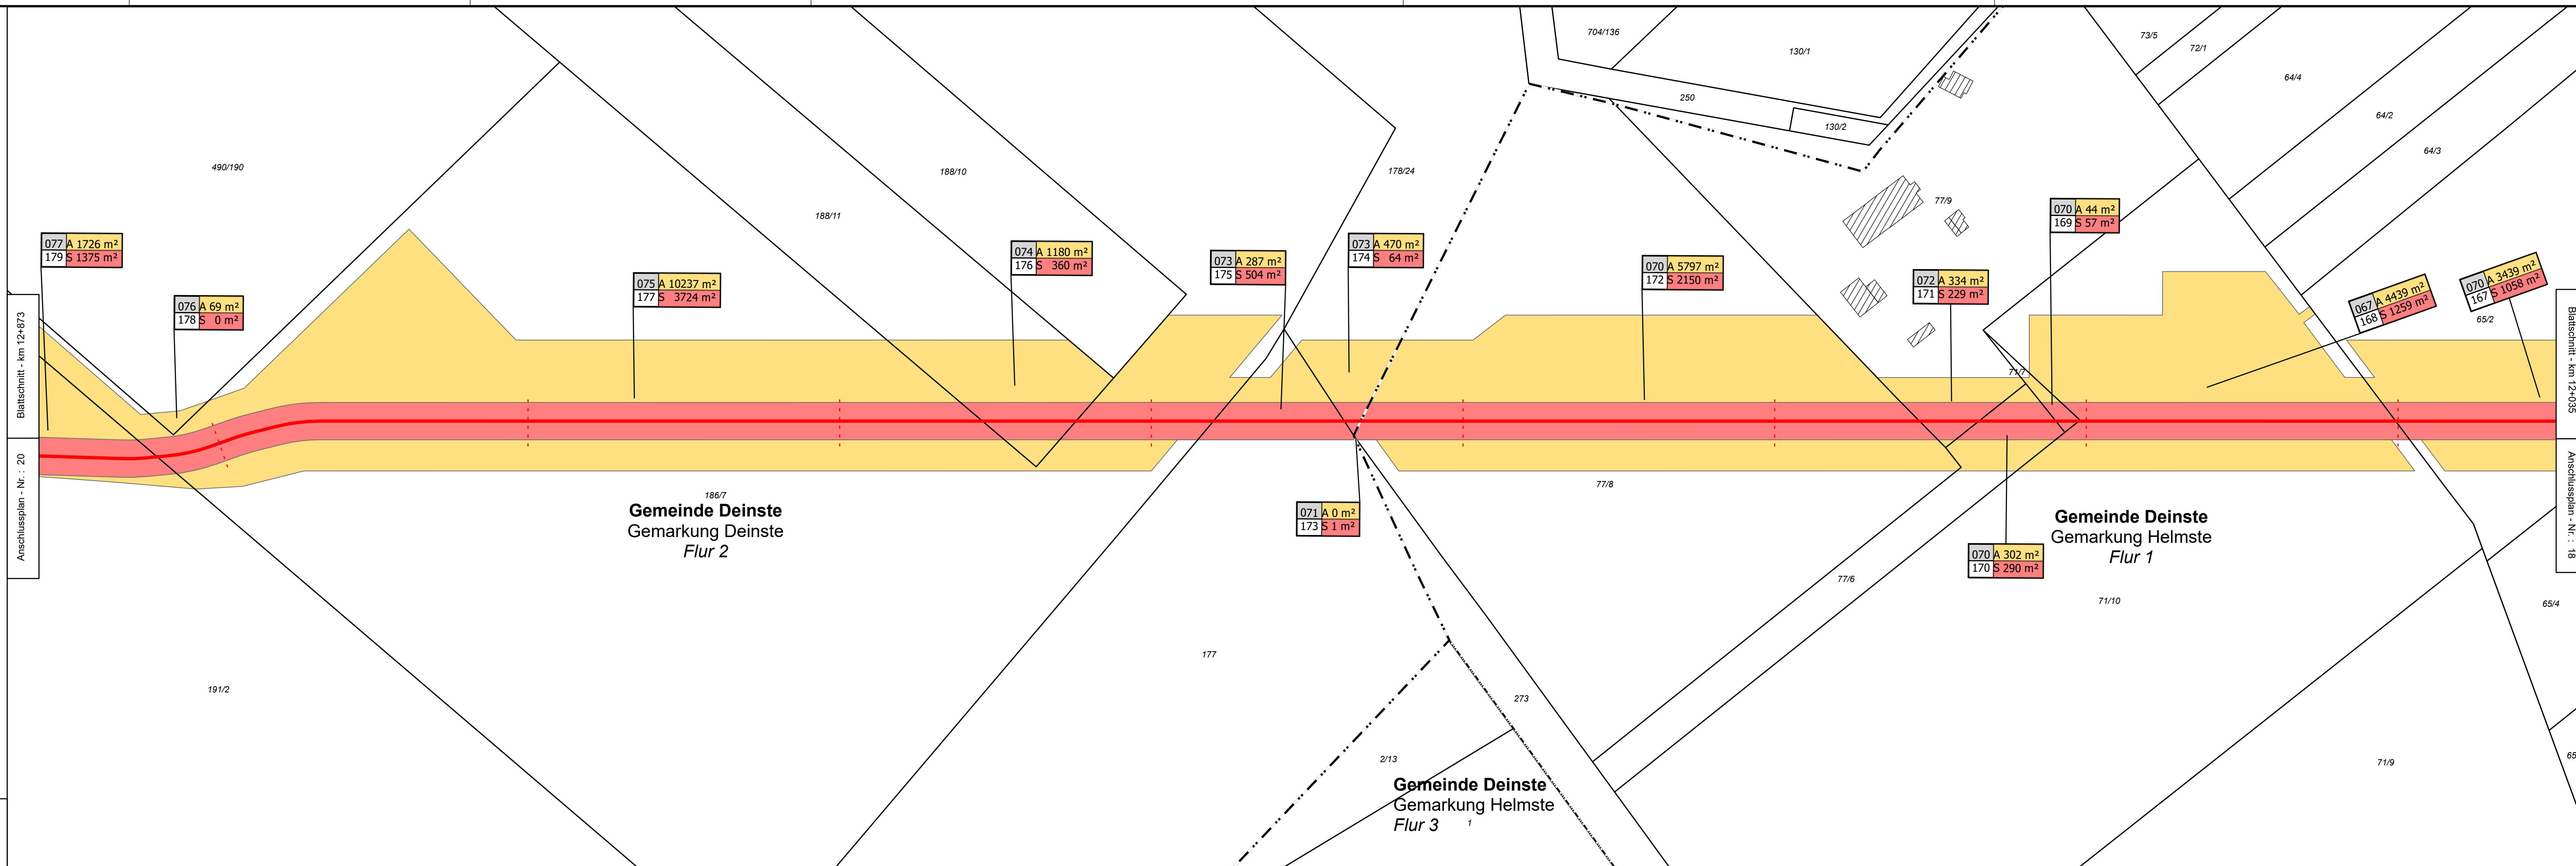 704/136
130/1
73/5
72/1
64/4
250
130/2
64/2
64/3
490/190
188/10
178/24
188/11
77/9
077 A 1726 m²
179 S 1375 m²
076 A 69 m²
178 S 0 m²
075 A 10237 m²
177 S 3724 m²
074 A 1180 m²
176 S 360 m²
073 A 287 m²
175 S 504 m²
073 A 470 m²
174 S 64 m²
070 A 5797 m²
172 S 2150 m²
072 A 334 m²
171 S 229 m²
070 A 44 m²
169 S 57 m²
067 A 4439 m²
168 S 1259 m²
070 A 3439 m²
167 S 1058 m²
65/2
71/7
Blattschnitt - km 12+873
Anschlussplan - Nr. : 20
Blattschnitt - km 12+035
Anschlussplan - Nr. : 18
186/7
Gemeinde Deinste
Gemarkung Deinste
Flur 2
77/8
071 A 0 m²
173 S 1 m²
070 A 302 m²
170 S 290 m²
Gemeinde Deinste
Gemarkung Helmste
Flur 1
77/6
71/10
65/4
177
191/2
273
2/13
71/9
65
Gemeinde Deinste
Gemarkung Helmste
Flur 3
1